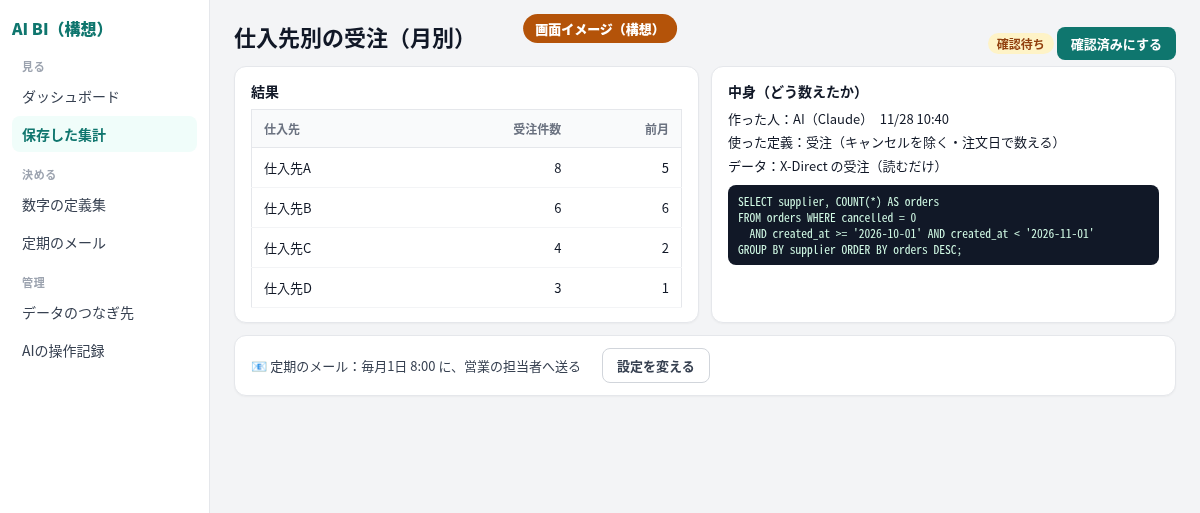 AI BI（構想）
見る
ダッシュボード
保存した集計
決める
数字の定義集
定期のメール
管理
データのつなぎ先
AIの操作記録
仕入先別の受注（月別）
画面イメージ（構想）
確認待ち
確認済みにする
結果
仕入先 受注件数 前月
仕入先A 8 5
仕入先B 6 6
仕入先C 4 2
仕入先D 3 1
中身（どう数えたか）
作った人：AI（Claude） 11/28 10:40
使った定義：受注（キャンセルを除く・注文日で数える）
データ：X-Direct の受注（読むだけ）
SELECT supplier, COUNT(*) AS orders
FROM orders WHERE cancelled = 0
  AND created_at >= '2026-10-01' AND created_at < '2026-11-01'
GROUP BY supplier ORDER BY orders DESC;
📧 定期のメール：毎月1日 8:00 に、営業の担当者へ送る
設定を変える